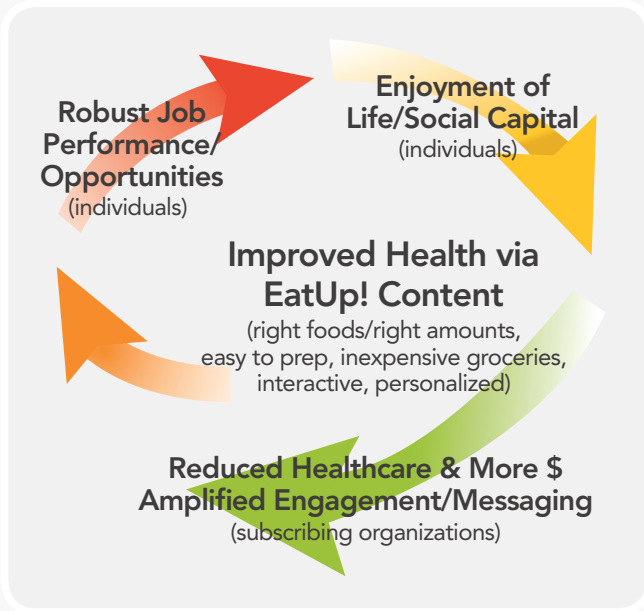 Robust Job
Performance/
Opportunities
(individuals)
Enjoyment of
Life/Social Capital
(individuals)
Improved Health via
EatUp! Content
(right foods/right amounts,
easy to prep, inexpensive groceries,
interactive, personalized)
Reduced Healthcare & More $
Amplified Engagement/Messaging
(subscribing organizations)